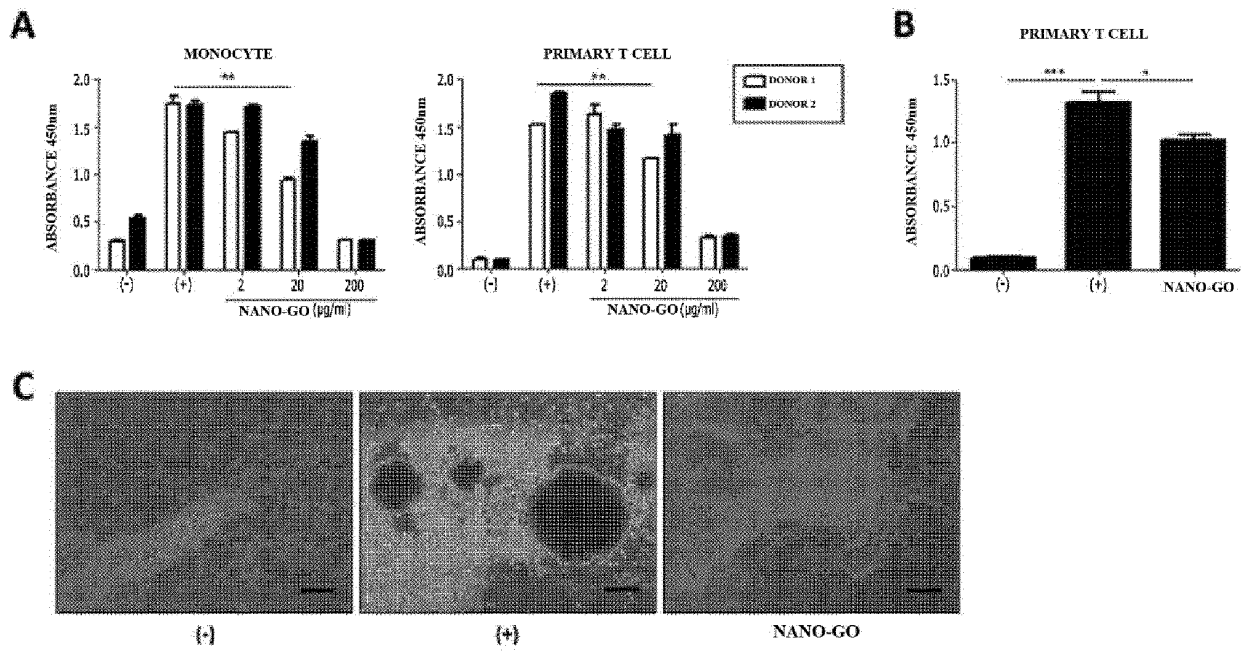 A
MONOCYTE
**
ABSORBANCE 450nm
2.0
1.5
1.0
0.5
0.0
(-)
(+)
2
20
200
NANO-GO (µg/ml)
PRIMARY T CELL
**
ABSORBANCE 450nm
2.0
1.5
1.0
0.5
0.0
(-)
(+)
2
20
200
NANO-GO (µg/ml)
DONOR 1
DONOR 2
B
PRIMARY T CELL
***
*
ABSORBANCE 450nm
1.5
1.0
0.5
0.0
(-)
(+)
NANO-GO
C
(-)
(+)
NANO-GO